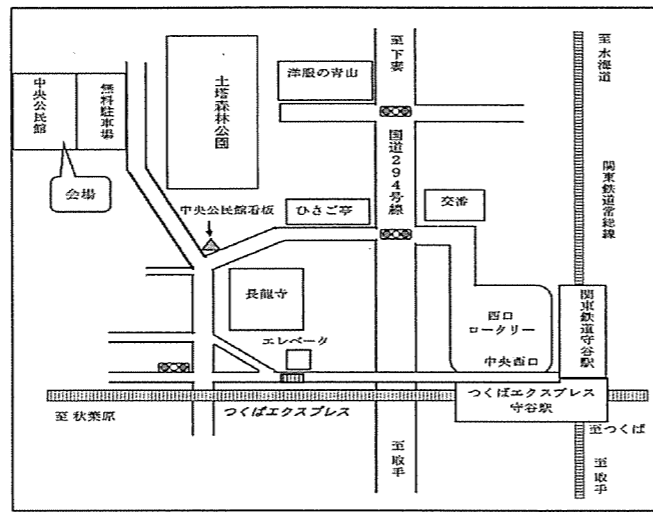 至下妻
至水海道
洋服の青山
土塔森林公園
中央公民館
無料駐車場
国道294号線
関東鉄道常総線
会場
中央公民館看板
ひさご亭
交番
長龍寺
西口
ロータリー
関東鉄道守谷駅
エレベータ
中央西口
つくばエクスプレス
守谷駅
至秋葉原
つくばエクスプレス
至つくば
至取手
至取手